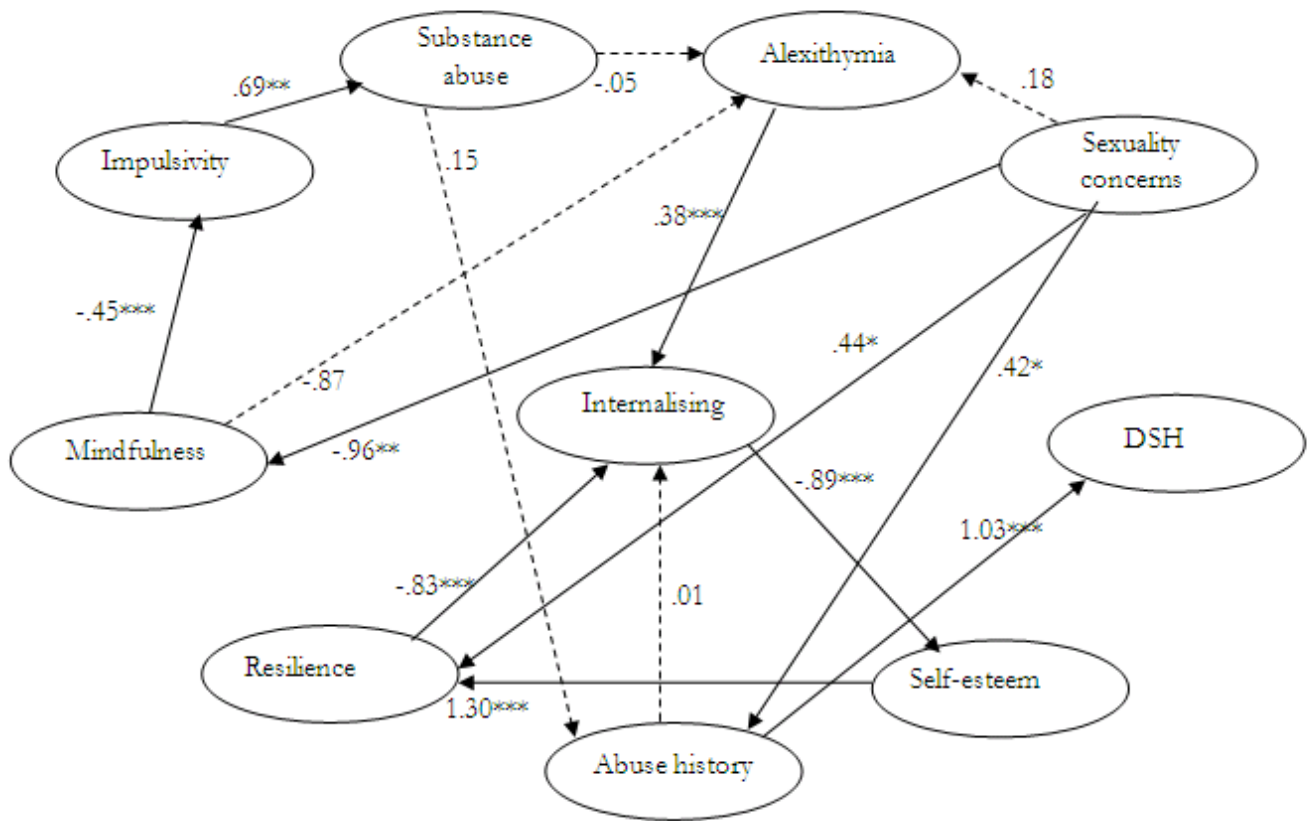 Substance
abuse
Alexithymia
.69**
-.05
.18
Impulsivity
.15
Sexuality
concerns
.38***
-.45***
.44*
.42*
-.87
Internalising
DSH
Mindfulness
-.96**
-.89***
1.03***
-.83***
.01
Resilience
Self-esteem
1.30***
Abuse history